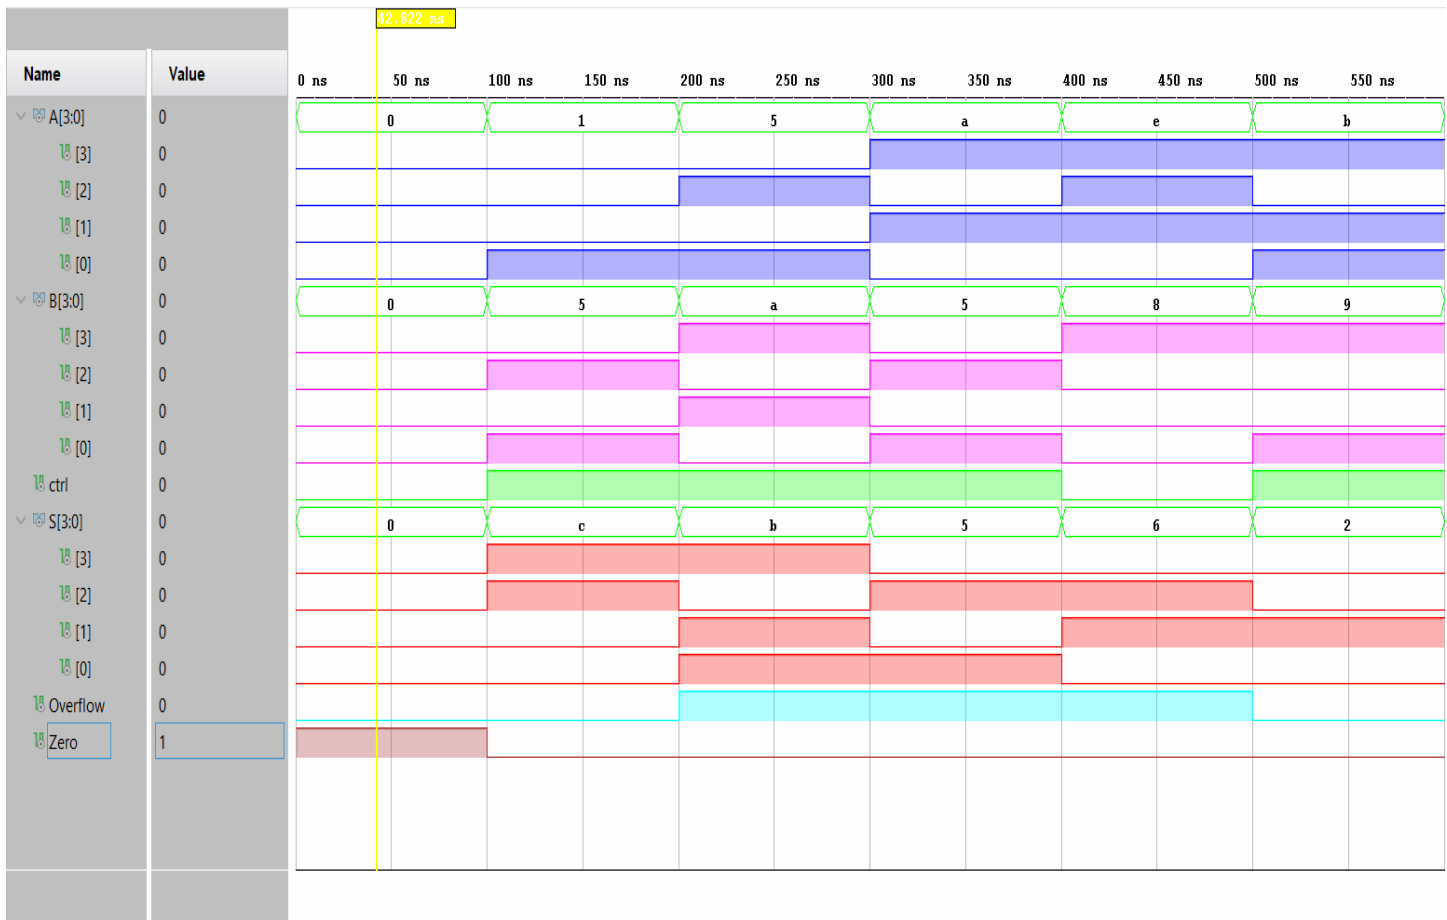 42.822 ns
Name Value 0 ns 50 ns 100 ns 150 ns 200 ns 250 ns 300 ns 350 ns 400 ns 450 ns 500 ns 550 ns
A[3:0] 0 0 1 5 a e b
[3] 0
[2] 0
[1] 0
[0] 0
B[3:0] 0 0 5 a 5 8 9
[3] 0
[2] 0
[1] 0
[0] 0
ctrl 0
S[3:0] 0 0 c b 5 6 2
[3] 0
[2] 0
[1] 0
[0] 0
Overflow 0
Zero 1